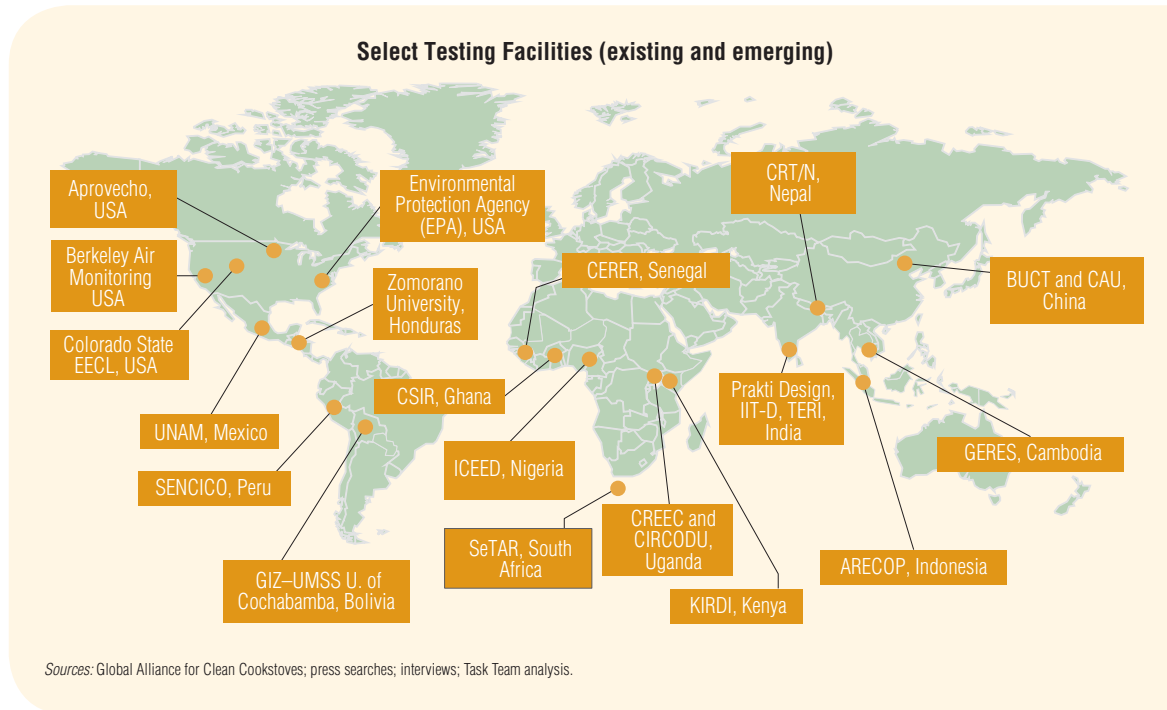 Select Testing Facilities (existing and emerging)
Aprovecho,
USA
Environmental
Protection Agency
(EPA), USA
CRT/N,
Nepal
Berkeley Air
Monitoring
USA
CERER, Senegal
BUCT and CAU,
China
Zomorano
University,
Honduras
Colorado State
EECL, USA
CSIR, Ghana
Prakti Design,
IIT-D, TERI,
India
UNAM, Mexico
ICEED, Nigeria
GERES, Cambodia
SENCICO, Peru
SeTAR, South
Africa
CREEC and
CIRCODU,
Uganda
ARECOP, Indonesia
GIZ–UMSS U. of
Cochabamba, Bolivia
KIRDI, Kenya
Sources: Global Alliance for Clean Cookstoves; press searches; interviews; Task Team analysis.